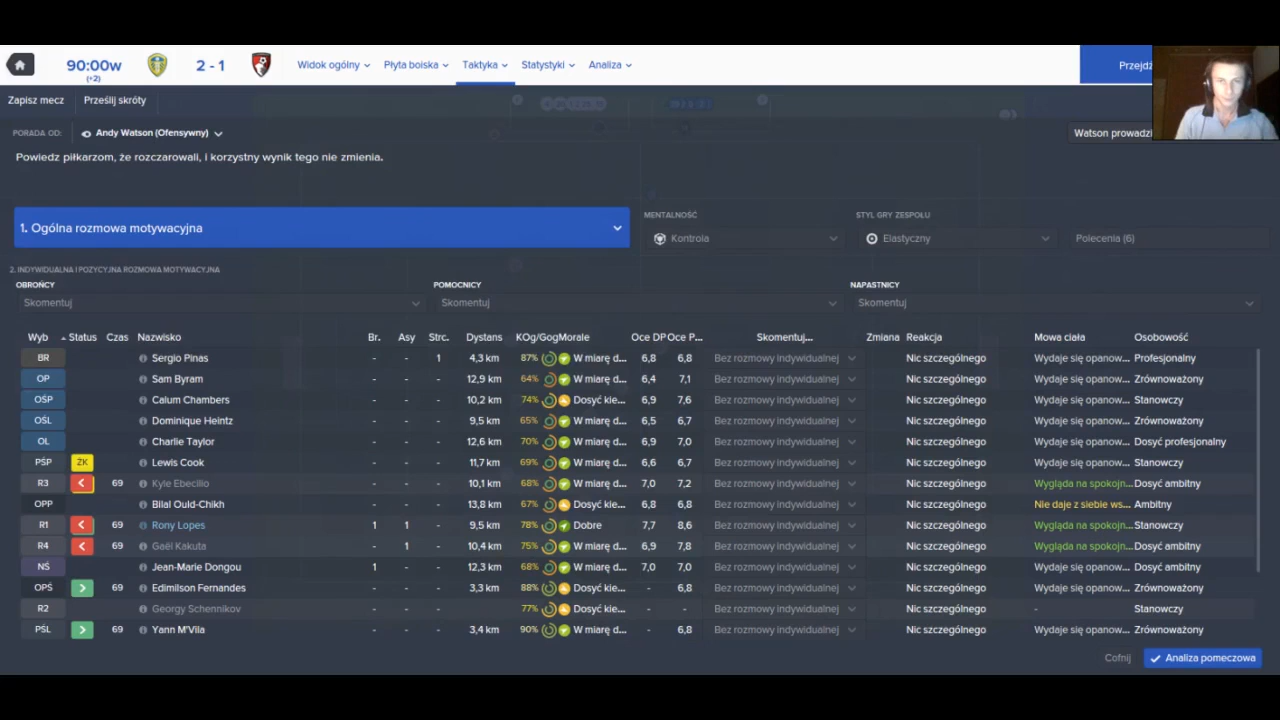 90:00w 2 - 1 Widok ogólny Płyta boiska Taktyka Statystyki Analiza Przejdź
(+2)
Zapisz mecz Prześlij skróty
PORADA OD: Andy Watson (Ofensywny) Watson prowadzi
Powiedz piłkarzom, że rozczarowali, i korzystny wynik tego nie zmienia.
MENTALNOŚĆ STYL GRY ZESPOŁU
1. Ogólna rozmowa motywacyjna Kontrola Elastyczny Polecenia (6)
2. INDYWIDUALNA I POZYCYJNA ROZMOWA MOTYWACYJNA
OBROŃCY POMOCNICY NAPASTNICY
Skomentuj Skomentuj Skomentuj
Wyb Status Czas Nazwisko Br. Asy Strc. Dystans KOg/GogMorale Oce DP Oce P... Skomentuj... Zmiana Reakcja Mowa ciała Osobowość
BR Sergio Pinas - - 1 4,3 km 87% W miarę d... 6,8 6,8 Bez rozmowy indywidualnej Nic szczególnego Wydaje się opanow... Profesjonalny
OP Sam Byram - - - 12,9 km 64% W miarę d... 6,4 7,1 Bez rozmowy indywidualnej Nic szczególnego Wydaje się opanow... Zrównoważony
OŚP Calum Chambers - - - 10,2 km 74% Dosyć kie... 6,9 7,6 Bez rozmowy indywidualnej Nic szczególnego Wydaje się opanow... Stanowczy
OŚL Dominique Heintz - - - 9,5 km 65% W miarę d... 6,5 6,7 Bez rozmowy indywidualnej Nic szczególnego Wydaje się opanow... Zrównoważony
OL Charlie Taylor - - - 12,6 km 70% W miarę d... 6,9 7,0 Bez rozmowy indywidualnej Nic szczególnego Wydaje się opanow... Dosyć profesjonalny
PŚP ŻK Lewis Cook - - - 11,7 km 69% W miarę d... 6,6 6,7 Bez rozmowy indywidualnej Nic szczególnego Wydaje się opanow... Stanowczy
R3 69 Kyle Ebecilio - - - 10,1 km 68% W miarę d... 7,0 7,2 Bez rozmowy indywidualnej Nic szczególnego Wygląda na spokojn... Dosyć ambitny
OPP Bilal Ould-Chikh - - - 13,8 km 67% Dosyć kie... 6,8 6,8 Bez rozmowy indywidualnej Nic szczególnego Nie daje z siebie ws... Ambitny
R1 69 Rony Lopes 1 1 - 9,5 km 78% Dobre 7,7 8,6 Bez rozmowy indywidualnej Nic szczególnego Wygląda na spokojn... Stanowczy
R4 69 Gaël Kakuta - 1 - 10,4 km 75% W miarę d... 6,9 7,8 Bez rozmowy indywidualnej Nic szczególnego Wygląda na spokojn... Dosyć ambitny
NŚ Jean-Marie Dongou 1 - - 12,3 km 68% W miarę d... 7,0 7,0 Bez rozmowy indywidualnej Nic szczególnego Wydaje się opanow... Dosyć ambitny
OPŚ 69 Edimilson Fernandes - - - 3,3 km 88% Dosyć kie... - 6,8 Bez rozmowy indywidualnej Nic szczególnego Wydaje się opanow... Zrównoważony
R2 Georgy Schennikov 77% Dosyć kie... - - Bez rozmowy indywidualnej Nic szczególnego - Stanowczy
PŚL 69 Yann M'Vila - - - 3,4 km 90% W miarę d... - 6,8 Bez rozmowy indywidualnej Nic szczególnego Wydaje się opanow... Zrównoważony
Cofnij Analiza pomeczowa